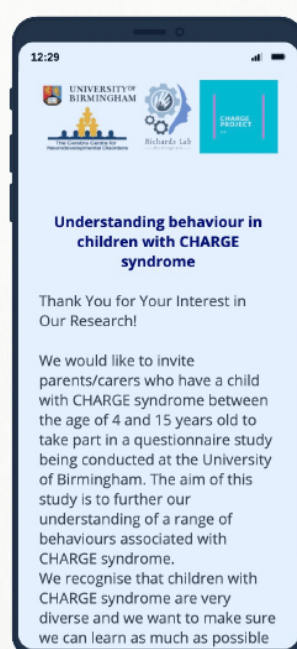 12:29
UNIVERSITY OF
BIRMINGHAM
The Cerebra Centre for
Neurodevelopmental Disorders
Richards Lab
CHARGE
PROJECT
Understanding behaviour in
children with CHARGE
syndrome
Thank You for Your Interest in
Our Research!
We would like to invite
parents/carers who have a child
with CHARGE syndrome between
the age of 4 and 15 years old to
take part in a questionnaire study
being conducted at the University
of Birmingham. The aim of this
study is to further our
understanding of a range of
behaviours associated with
CHARGE syndrome.
We recognise that children with
CHARGE syndrome are very
diverse and we want to make sure
we can learn as much as possible